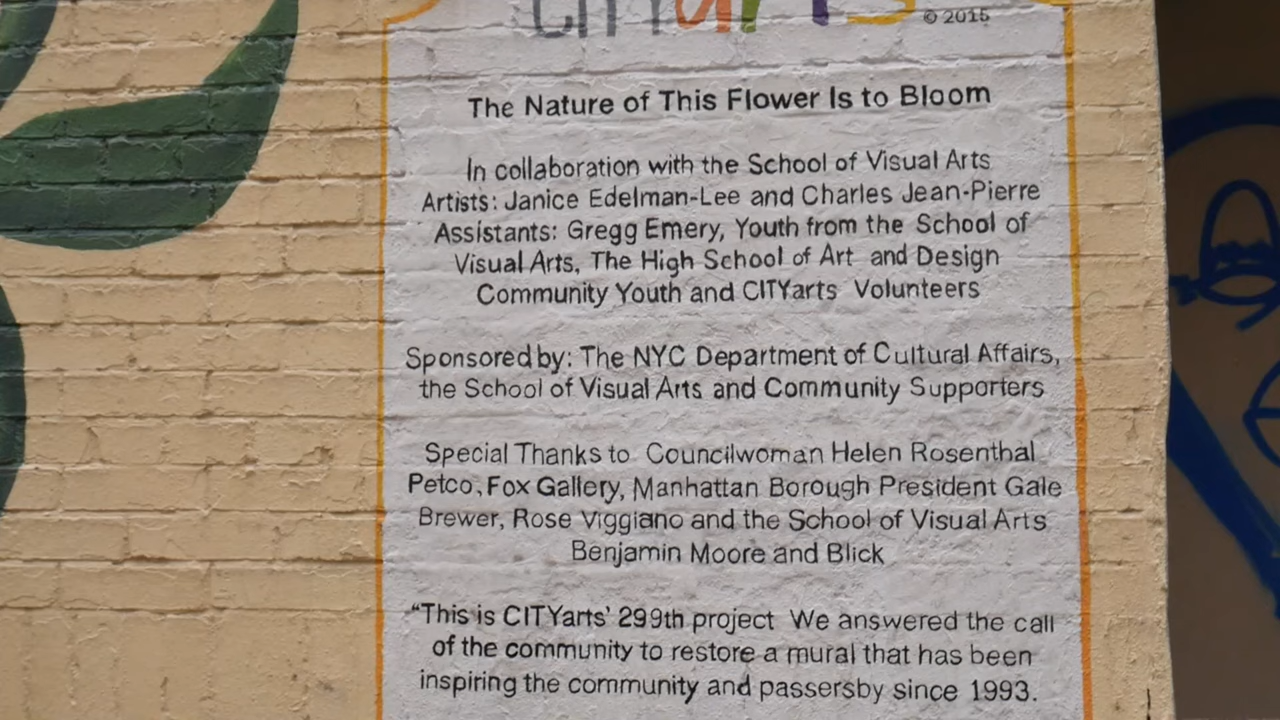 CITYarts © 2015
The Nature of This Flower Is to Bloom
In collaboration with the School of Visual Arts
Artists: Janice Edelman-Lee and Charles Jean-Pierre
Assistants: Gregg Emery, Youth from the School of
Visual Arts, The High School of Art and Design
Community Youth and CITYarts Volunteers
Sponsored by: The NYC Department of Cultural Affairs,
the School of Visual Arts and Community Supporters
Special Thanks to Councilwoman Helen Rosenthal
Petco, Fox Gallery, Manhattan Borough President Gale
Brewer, Rose Viggiano and the School of Visual Arts
Benjamin Moore and Blick
“This is CITYarts’ 299th project We answered the call
of the community to restore a mural that has been
inspiring the community and passersby since 1993.